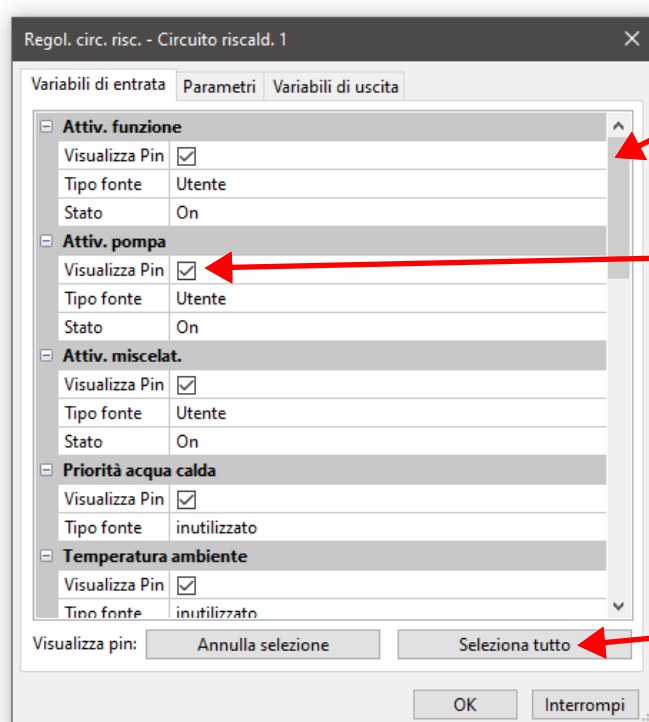 Regol. circ. risc. - Circuito riscald. 1
Variabili di entrata Parametri Variabili di uscita
Attiv. funzione
Visualizza Pin
Tipo fonte Utente
Stato On
Attiv. pompa
Visualizza Pin
Tipo fonte Utente
Stato On
Attiv. miscelat.
Visualizza Pin
Tipo fonte Utente
Stato On
Priorità acqua calda
Visualizza Pin
Tipo fonte inutilizzato
Temperatura ambiente
Visualizza Pin
Tipo fonte inutilizzato
Visualizza pin: Annulla selezione Seleziona tutto
OK Interrompi